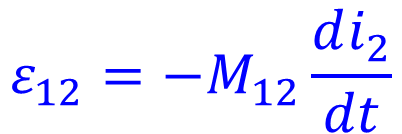 ε₁₂ = −M₁₂ di₂/dt